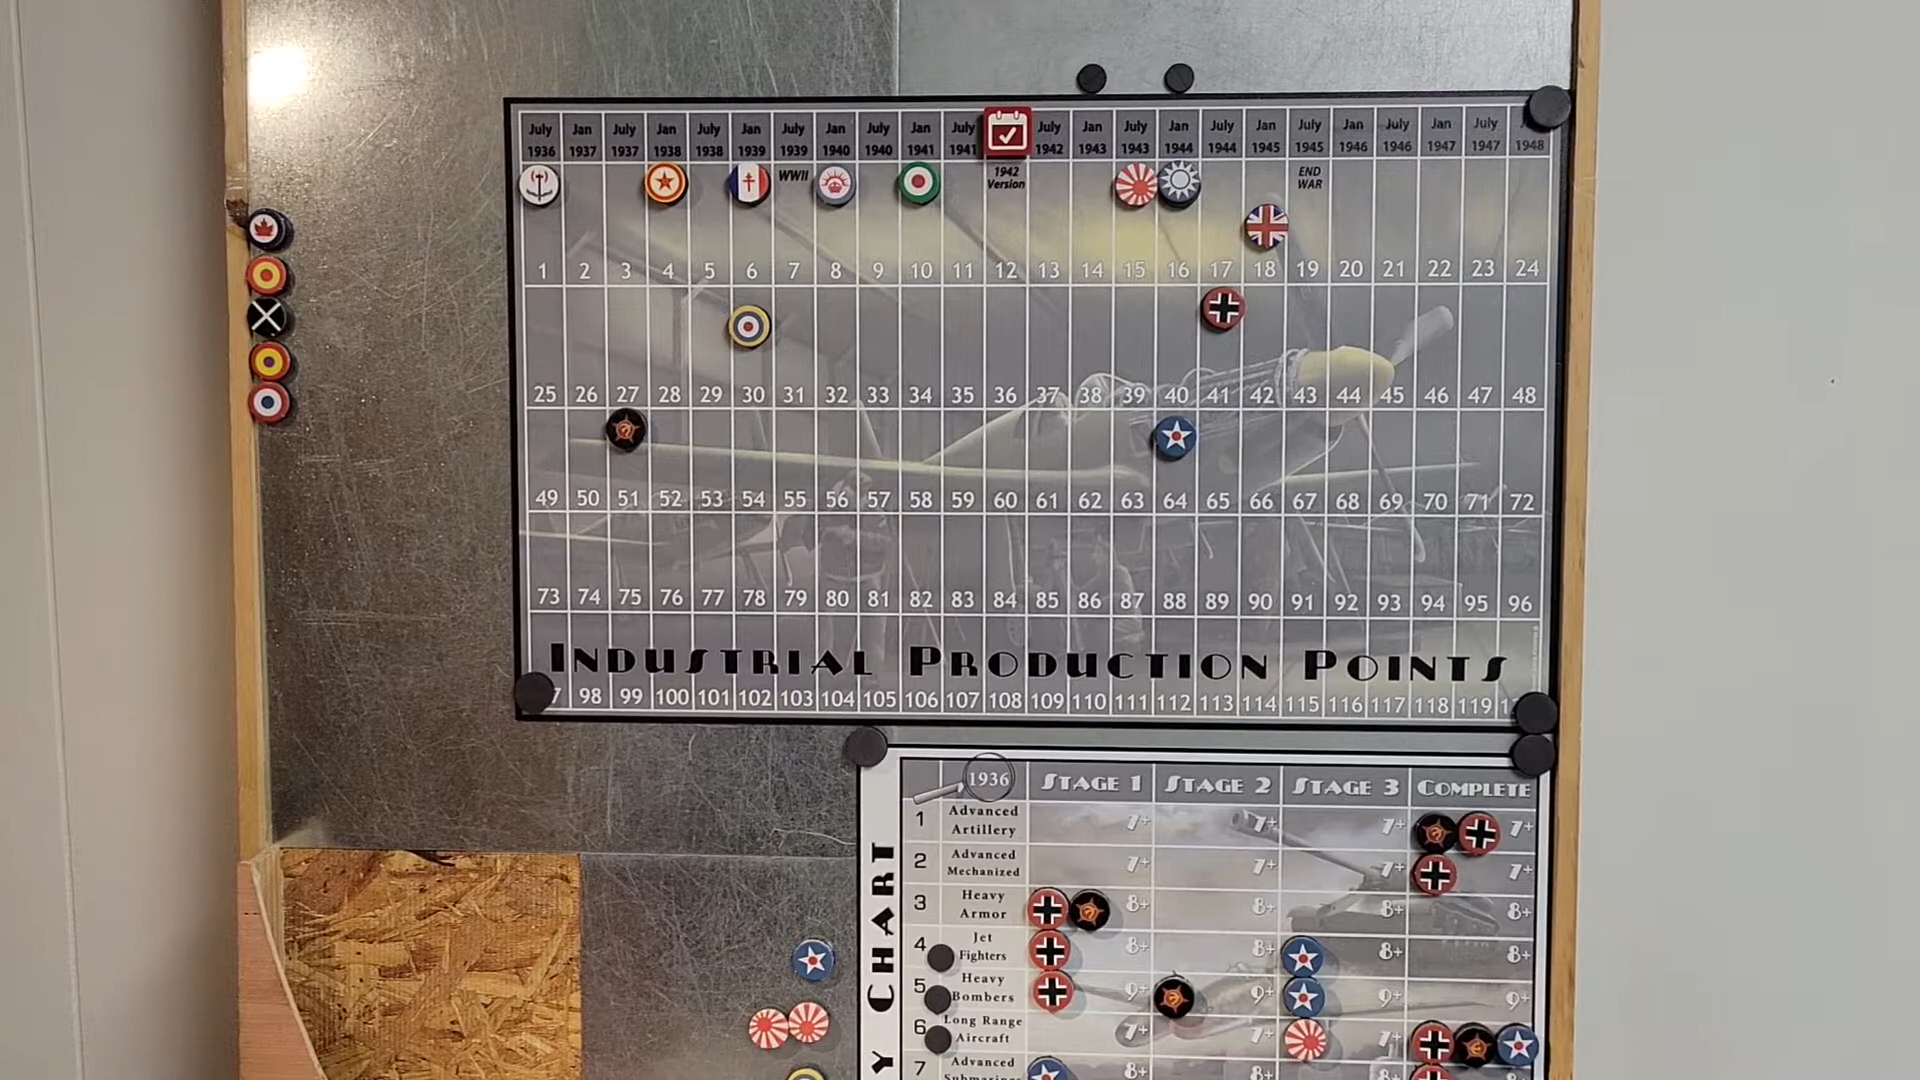 July Jan July Jan July Jan July Jan July Jan July July Jan July Jan July Jan July Jan July Jan July
1936 1937 1937 1938 1938 1939 1939 1940 1940 1941 1941 1942 1943 1943 1944 1944 1945 1945 1946 1946 1947 1947 1948
WWII 1942 Version END WAR
1 2 3 4 5 6 7 8 9 10 11 12 13 14 15 16 17 18 19 20 21 22 23 24
25 26 27 28 29 30 31 32 33 34 35 36 37 38 39 40 41 42 43 44 45 46 47 48
49 50 51 52 53 54 55 56 57 58 59 60 61 62 63 64 65 66 67 68 69 70 71 72
73 74 75 76 77 78 79 80 81 82 83 84 85 86 87 88 89 90 91 92 93 94 95 96
INDUSTRIAL PRODUCTION POINTS
98 99 100 101 102 103 104 105 106 107 108 109 110 111 112 113 114 115 116 117 118 119
1936 STAGE 1 STAGE 2 STAGE 3 COMPLETE
1 Advanced Artillery 7+ 7+ 7+ 7+
2 Advanced Mechanized 7+ 7+ 7+ 7+
3 Heavy Armor 8+ 8+ 8+ 8+
4 Jet Fighters 8+ 8+ 8+ 8+
5 Heavy Bombers 9+ 9+ 9+ 9+
6 Long Range Aircraft 7+ 7+ 7+
7 Advanced 8+ 8+ 8+ 8+
Y CHART